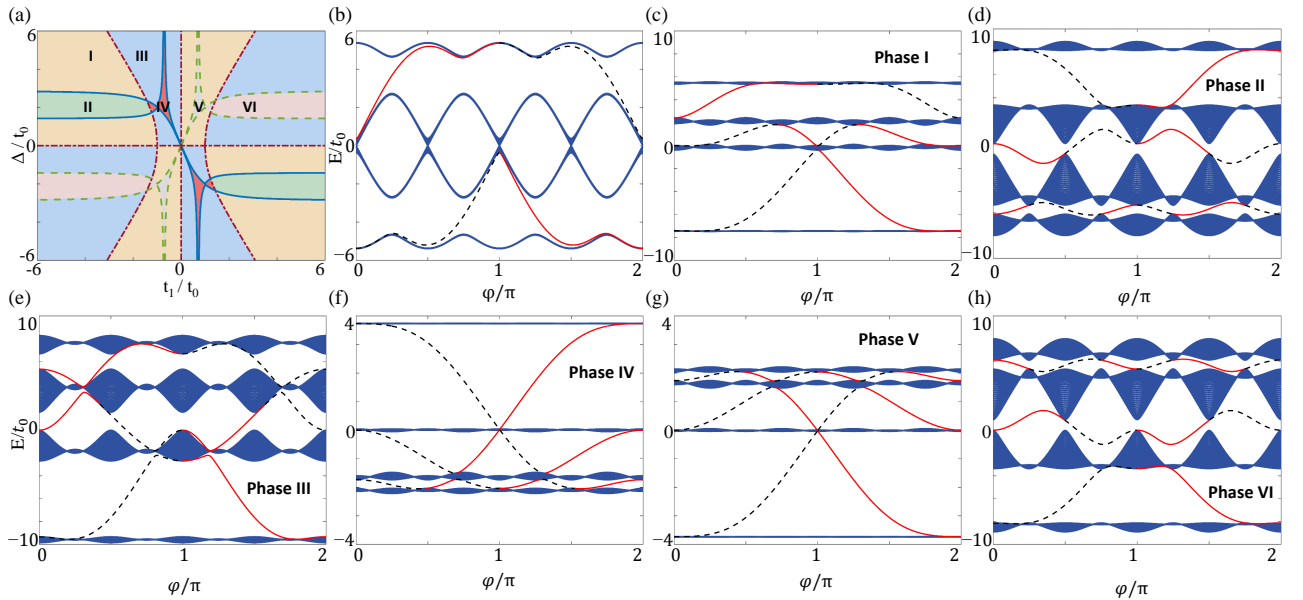 (a)
6
I
III
II
IV
V
VI
Δ/t₀
0
-6
-6
0
6
t₁/t₀
(b)
6
E/t₀
0
−6
0
1
2
φ/π
(c)
10
Phase I
0
−10
0
1
2
φ/π
(d)
10
Phase II
0
−10
0
1
2
φ/π
(e)
10
E/t₀
0
Phase III
−10
0
1
2
φ/π
(f)
4
Phase IV
0
−4
0
1
2
φ/π
(g)
4
Phase V
0
−4
0
1
2
φ/π
(h)
10
0
Phase VI
−10
0
1
2
φ/π